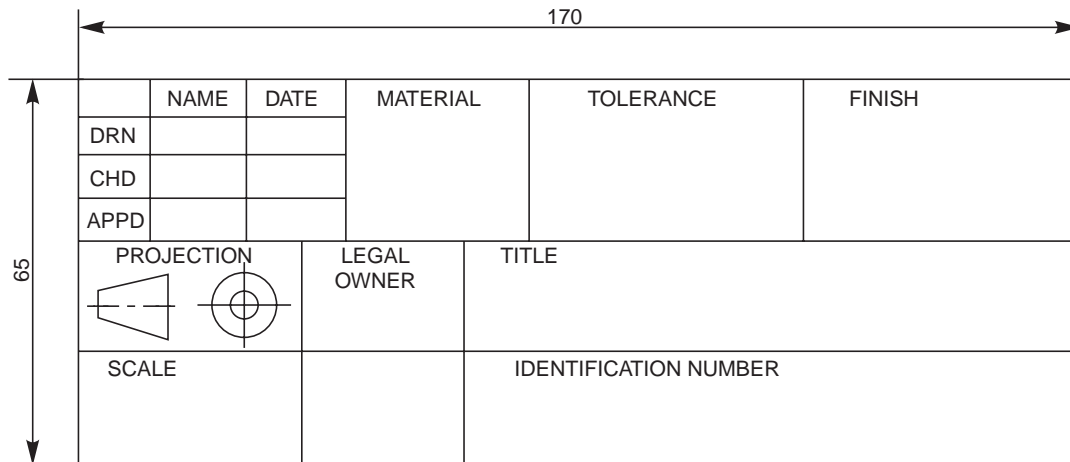 170
NAME DATE MATERIAL TOLERANCE FINISH
DRN
CHD
APPD
65
PROJECTION LEGAL OWNER TITLE
SCALE IDENTIFICATION NUMBER